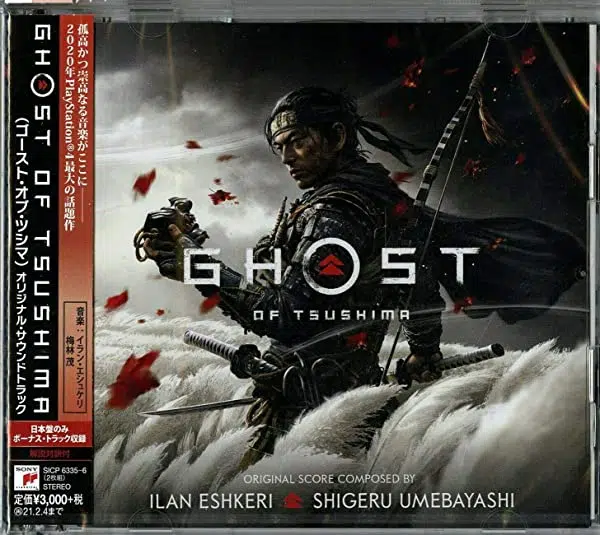 GHOST OF TSUSHIMA
〈ゴースト・オブ・ツシマ〉オリジナル・サウンドトラック
孤高かつ崇高なる音楽がここに——
2020年PlayStation®4最大の話題作
音楽:イラン・エシュケリ
梅林 茂
日本盤のみ
ボーナス・トラック収録
解説対訳付
SONY
SICP 6335-6
(2枚組)
STEREO
定価¥3,000+税
21.2.4まで
GHOST
OF TSUSHIMA
ORIGINAL SCORE COMPOSED BY
ILAN ESHKERI SHIGERU UMEBAYASHI